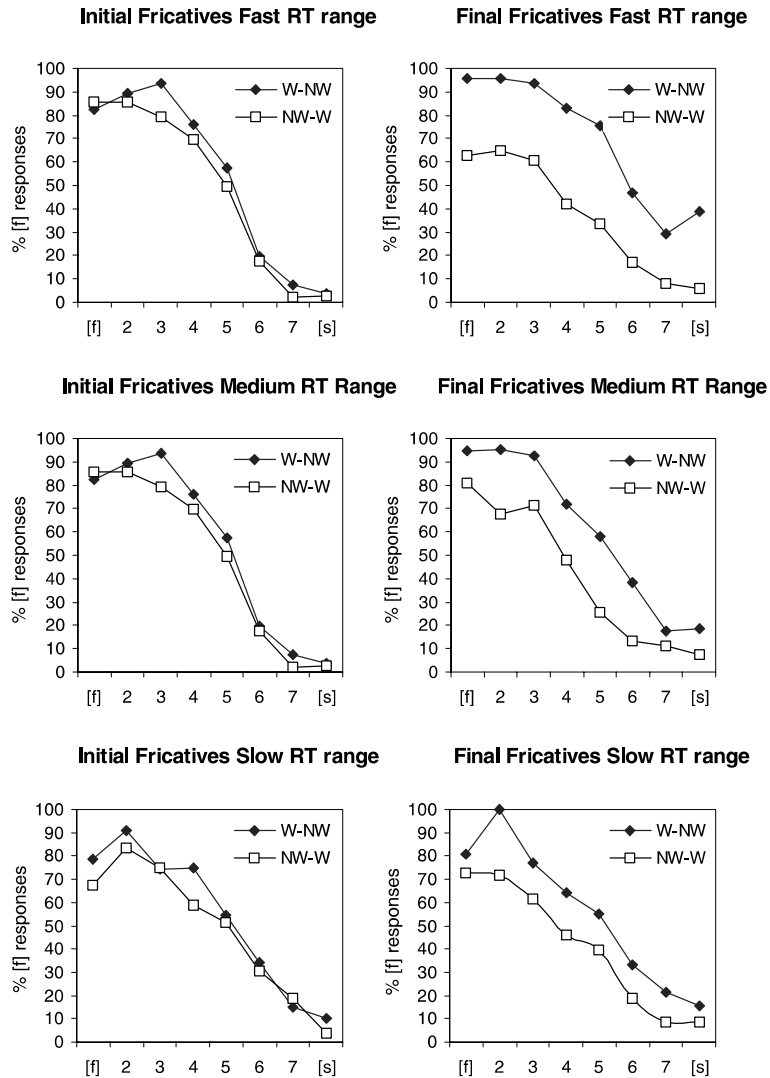 Initial Fricatives Fast RT range
% [f] responses
100
90
80
70
60
50
40
30
20
10
0
W-NW
NW-W
[f] 2 3 4 5 6 7 [s]
Final Fricatives Fast RT range
% [f] responses
100
90
80
70
60
50
40
30
20
10
0
W-NW
NW-W
[f] 2 3 4 5 6 7 [s]
Initial Fricatives Medium RT Range
% [f] responses
100
90
80
70
60
50
40
30
20
10
0
W-NW
NW-W
[f] 2 3 4 5 6 7 [s]
Final Fricatives Medium RT Range
% [f] responses
100
90
80
70
60
50
40
30
20
10
0
W-NW
NW-W
[f] 2 3 4 5 6 7 [s]
Initial Fricatives Slow RT range
% [f] responses
100
90
80
70
60
50
40
30
20
10
0
W-NW
NW-W
[f] 2 3 4 5 6 7 [s]
Final Fricatives Slow RT range
% [f] responses
100
90
80
70
60
50
40
30
20
10
0
W-NW
NW-W
[f] 2 3 4 5 6 7 [s]